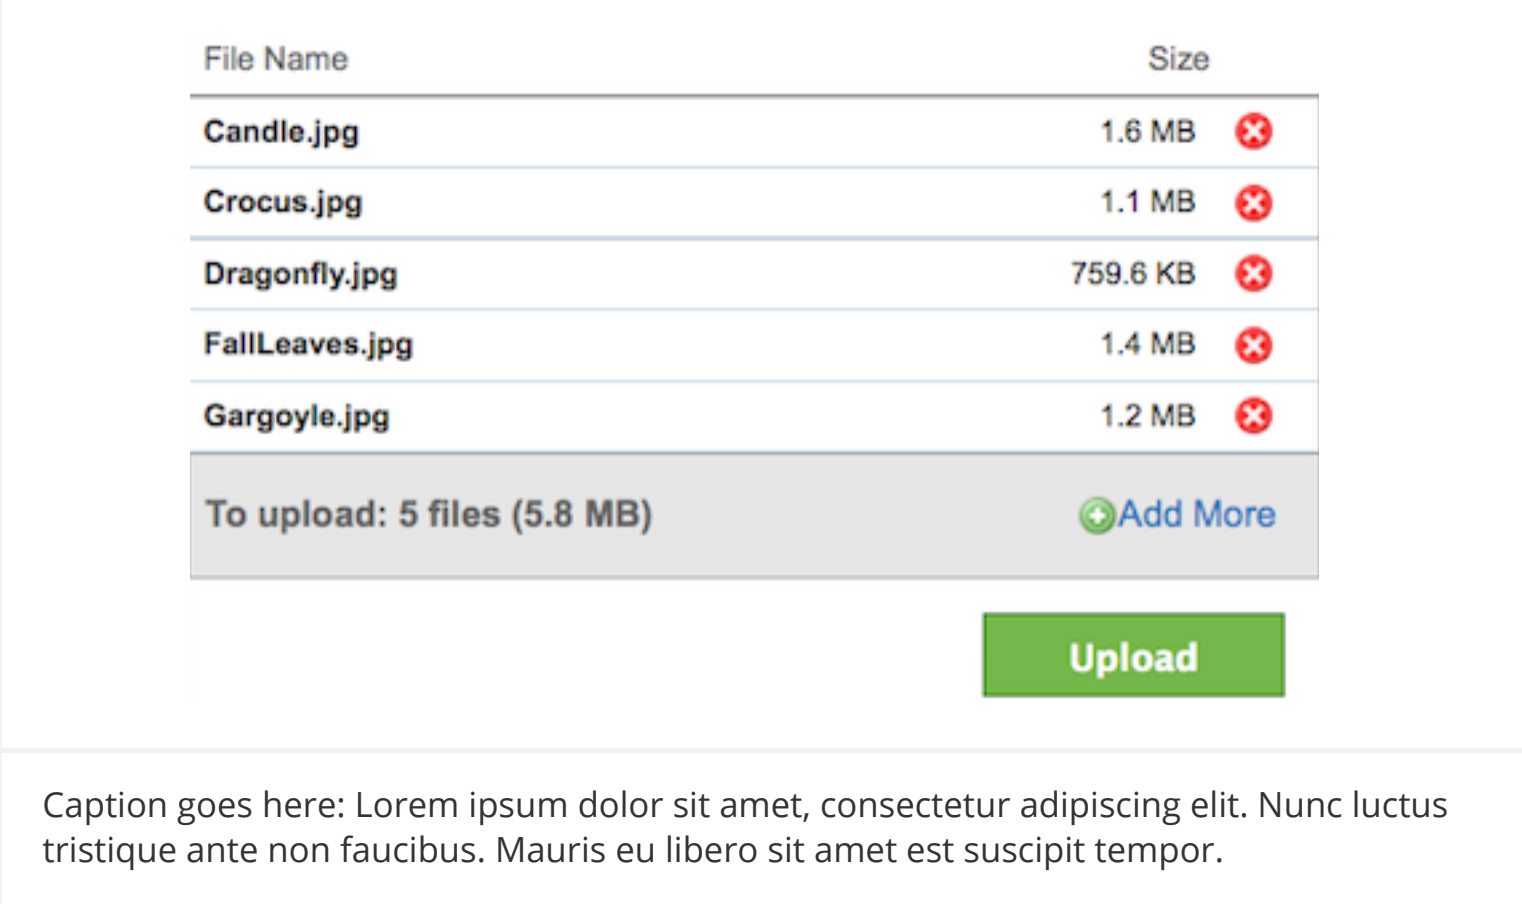 File Name Size
Candle.jpg 1.6 MB
Crocus.jpg 1.1 MB
Dragonfly.jpg 759.6 KB
FallLeaves.jpg 1.4 MB
Gargoyle.jpg 1.2 MB
To upload: 5 files (5.8 MB) Add More
Upload
Caption goes here: Lorem ipsum dolor sit amet, consectetur adipiscing elit. Nunc luctus
tristique ante non faucibus. Mauris eu libero sit amet est suscipit tempor.